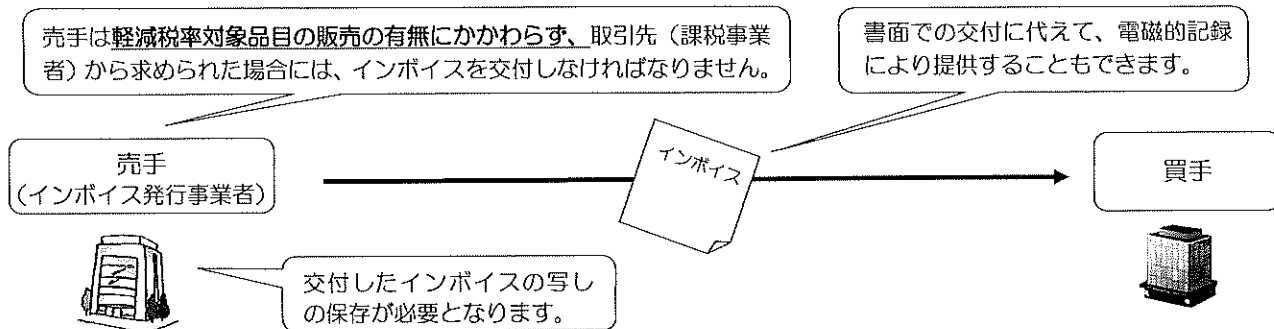 売手は軽減税率対象品目の販売の有無にかかわらず、取引先（課税事業
者）から求められた場合には、インボイスを交付しなければなりません。
書面での交付に代えて、電磁的記録
により提供することもできます。
売手
（インボイス発行事業者）
インボイス
買手
交付したインボイスの写し
の保存が必要となります。